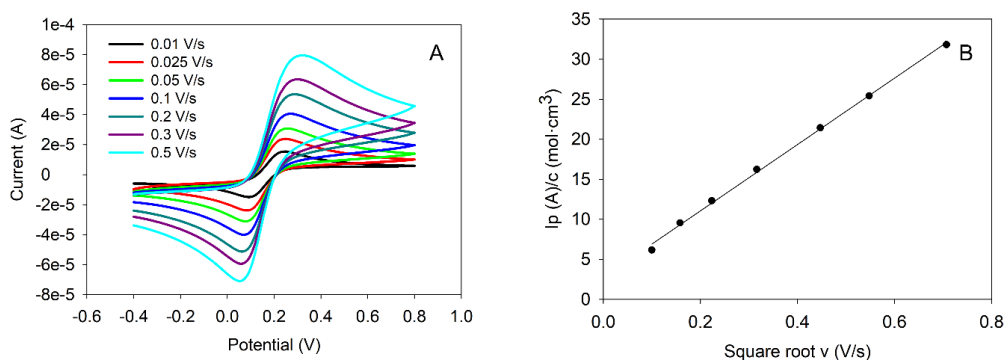 A
1e-4
8e-5
6e-5
4e-5
2e-5
0
-2e-5
-4e-5
-6e-5
-8e-5
Current (A)
0.01 V/s
0.025 V/s
0.05 V/s
0.1 V/s
0.2 V/s
0.3 V/s
0.5 V/s
-0.6 -0.4 -0.2 0.0 0.2 0.4 0.6 0.8 1.0
Potential (V)
B
35
30
25
20
15
10
5
0
Ip (A)/c (mol·cm³)
0.0 0.2 0.4 0.6 0.8
Square root v (V/s)